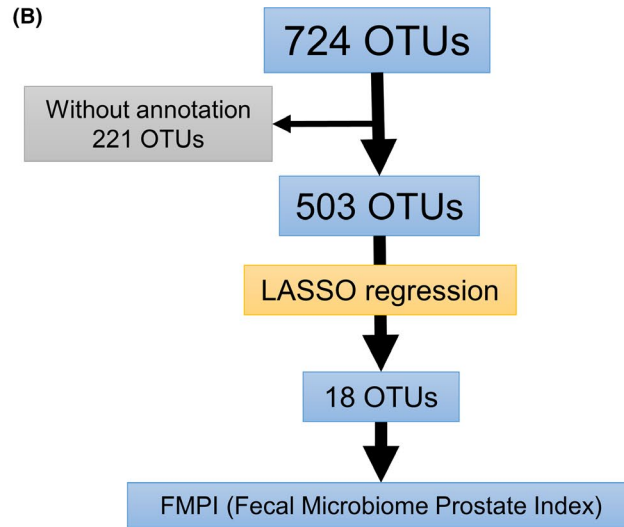 (B)
724 OTUs
Without annotation
221 OTUs
503 OTUs
LASSO regression
18 OTUs
FMPI (Fecal Microbiome Prostate Index)